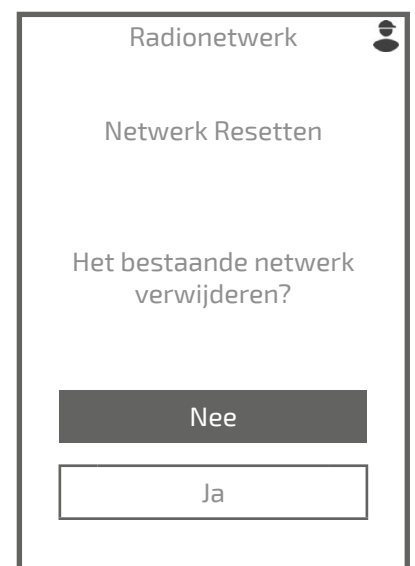 Radionetwerk
Netwerk Resetten
Het bestaande netwerk
verwijderen?
Nee
Ja